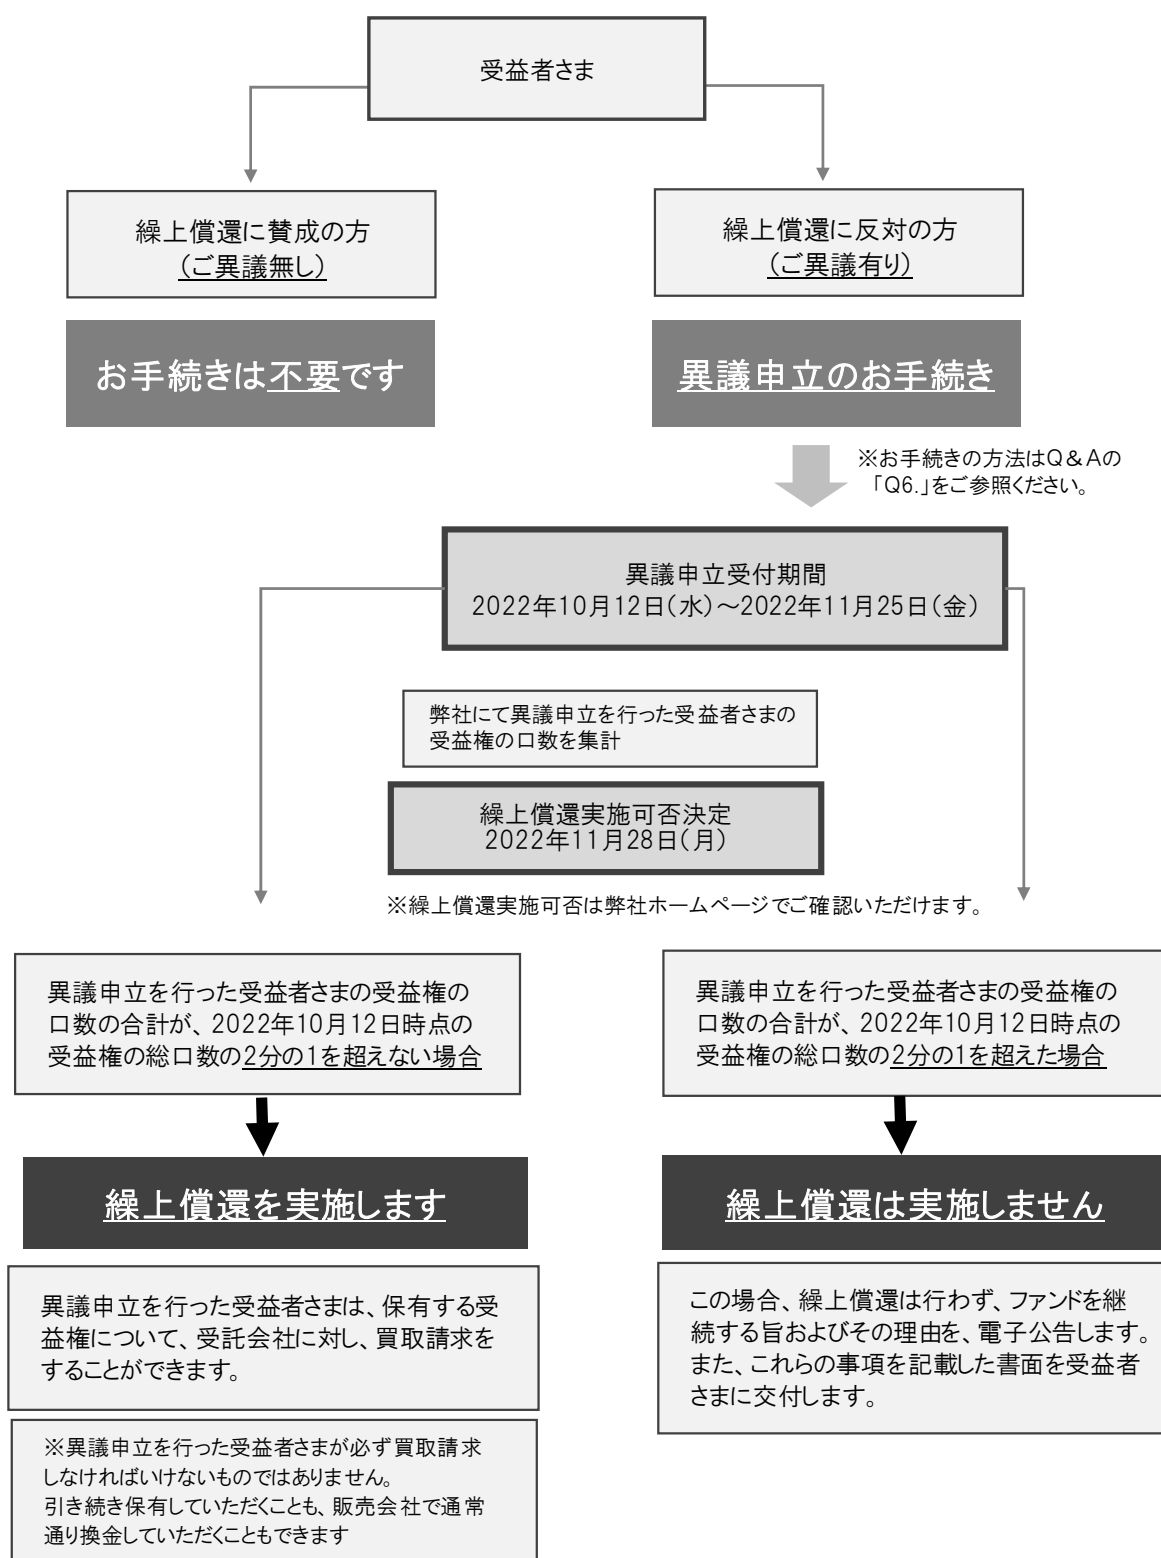 受益者さま
繰上償還に賛成の方
（ご異議無し）
繰上償還に反対の方
（ご異議有り）
お手続きは不要です
異議申立のお手続き
※お手続きの方法はQ＆Aの
「Q6.」をご参照ください。
異議申立受付期間
2022年10月12日（水）～2022年11月25日（金）
弊社にて異議申立を行った受益者さまの
受益権の口数を集計
繰上償還実施可否決定
2022年11月28日（月）
※繰上償還実施可否は弊社ホームページでご確認いただけます。
異議申立を行った受益者さまの受益権の
口数の合計が、2022年10月12日時点の
受益権の総口数の2分の1を超えない場合
異議申立を行った受益者さまの受益権の
口数の合計が、2022年10月12日時点の
受益権の総口数の2分の1を超えた場合
繰上償還を実施します
繰上償還は実施しません
異議申立を行った受益者さまは、保有する受
益権について、受託会社に対し、買取請求を
することができます。
この場合、繰上償還は行わず、ファンドを継
続する旨およびその理由を、電子公告します。
また、これらの事項を記載した書面を受益者
さまに交付します。
※異議申立を行った受益者さまが必ず買取請求
しなければいけないものではありません。
引き続き保有していただくことも、販売会社で通常
通り換金していただくこともできます